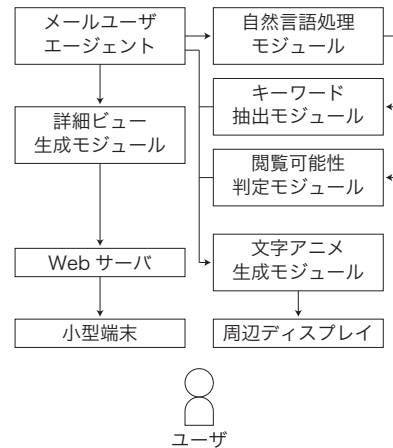 メールユーザ
エージェント
自然言語処理
モジュール
キーワード
抽出モジュール
詳細ビュー
生成モジュール
閲覧可能性
判定モジュール
Web サーバ
文字アニメ
生成モジュール
小型端末
周辺ディスプレイ
ユーザ